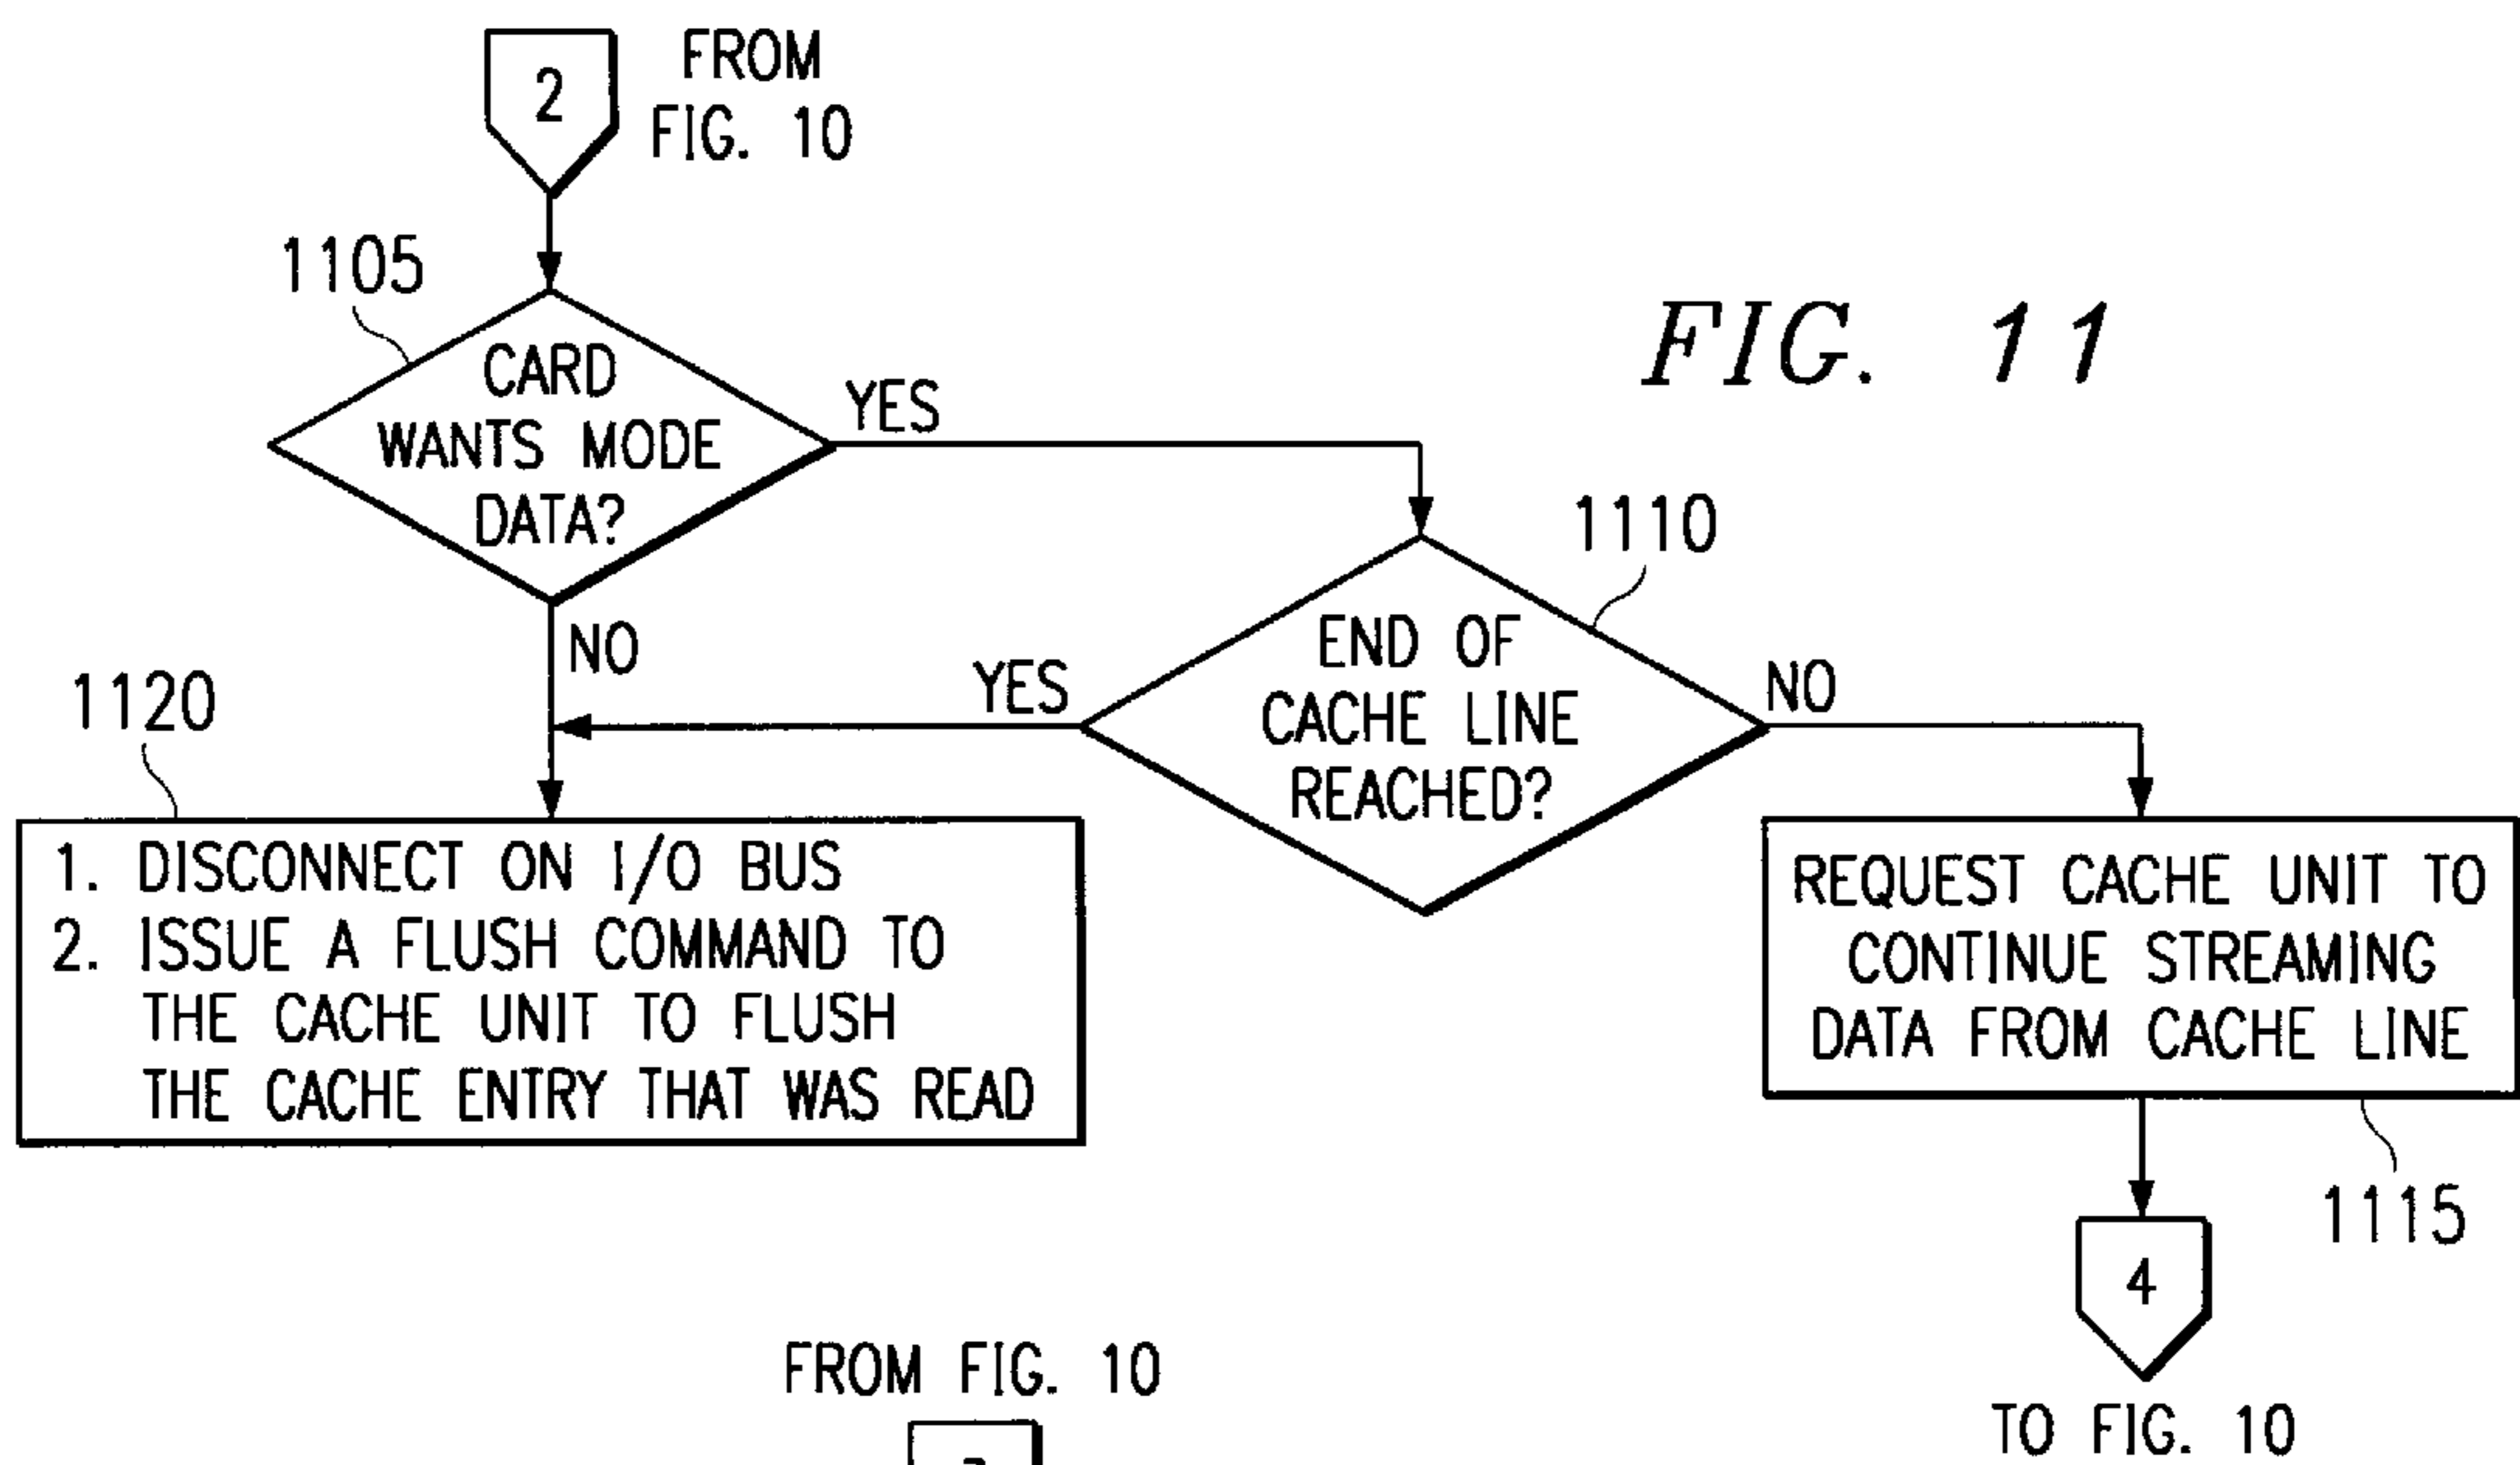 2
FROM
FIG. 10
1105
CARD
WANTS MODE
DATA?
YES
FIG. 11
1110
END OF
CACHE LINE
REACHED?
NO
YES
NO
1120
1. DISCONNECT ON I/O BUS
2. ISSUE A FLUSH COMMAND TO
THE CACHE UNIT TO FLUSH
THE CACHE ENTRY THAT WAS READ
REQUEST CACHE UNIT TO
CONTINUE STREAMING
DATA FROM CACHE LINE
1115
4
TO FIG. 10
FROM FIG. 10